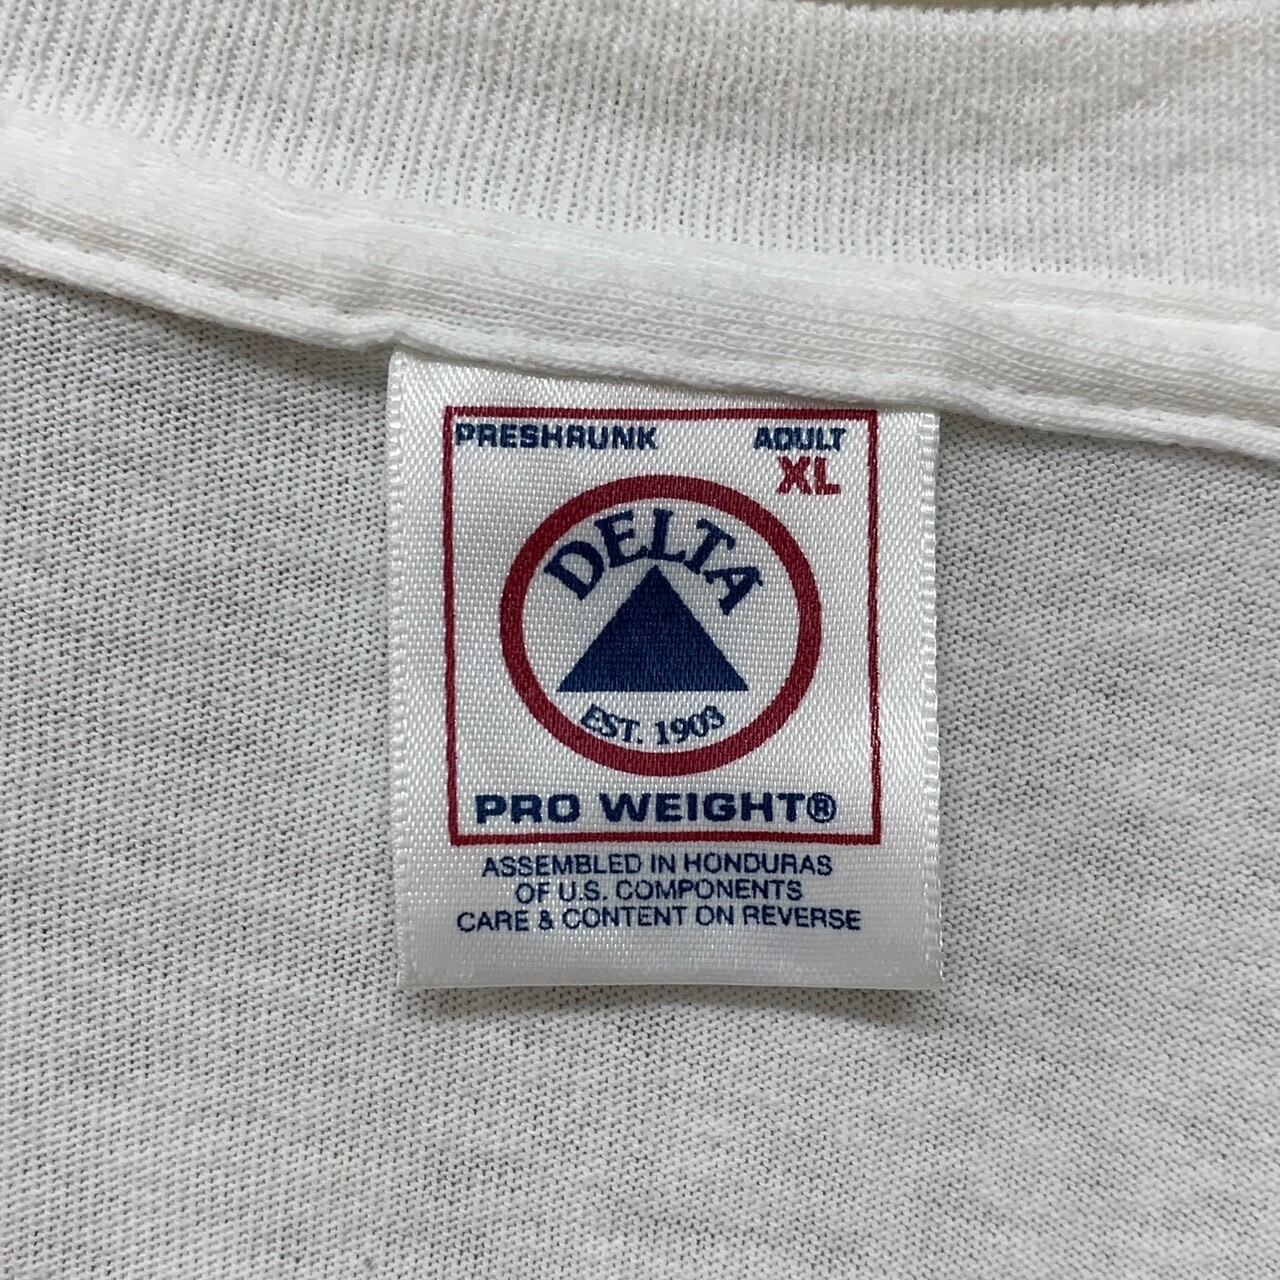 PRESHRUNK ADULT
XL
DELTA
EST. 1903
PRO WEIGHT®
ASSEMBLED IN HONDURAS
OF U.S. COMPONENTS
CARE & CONTENT ON REVERSE